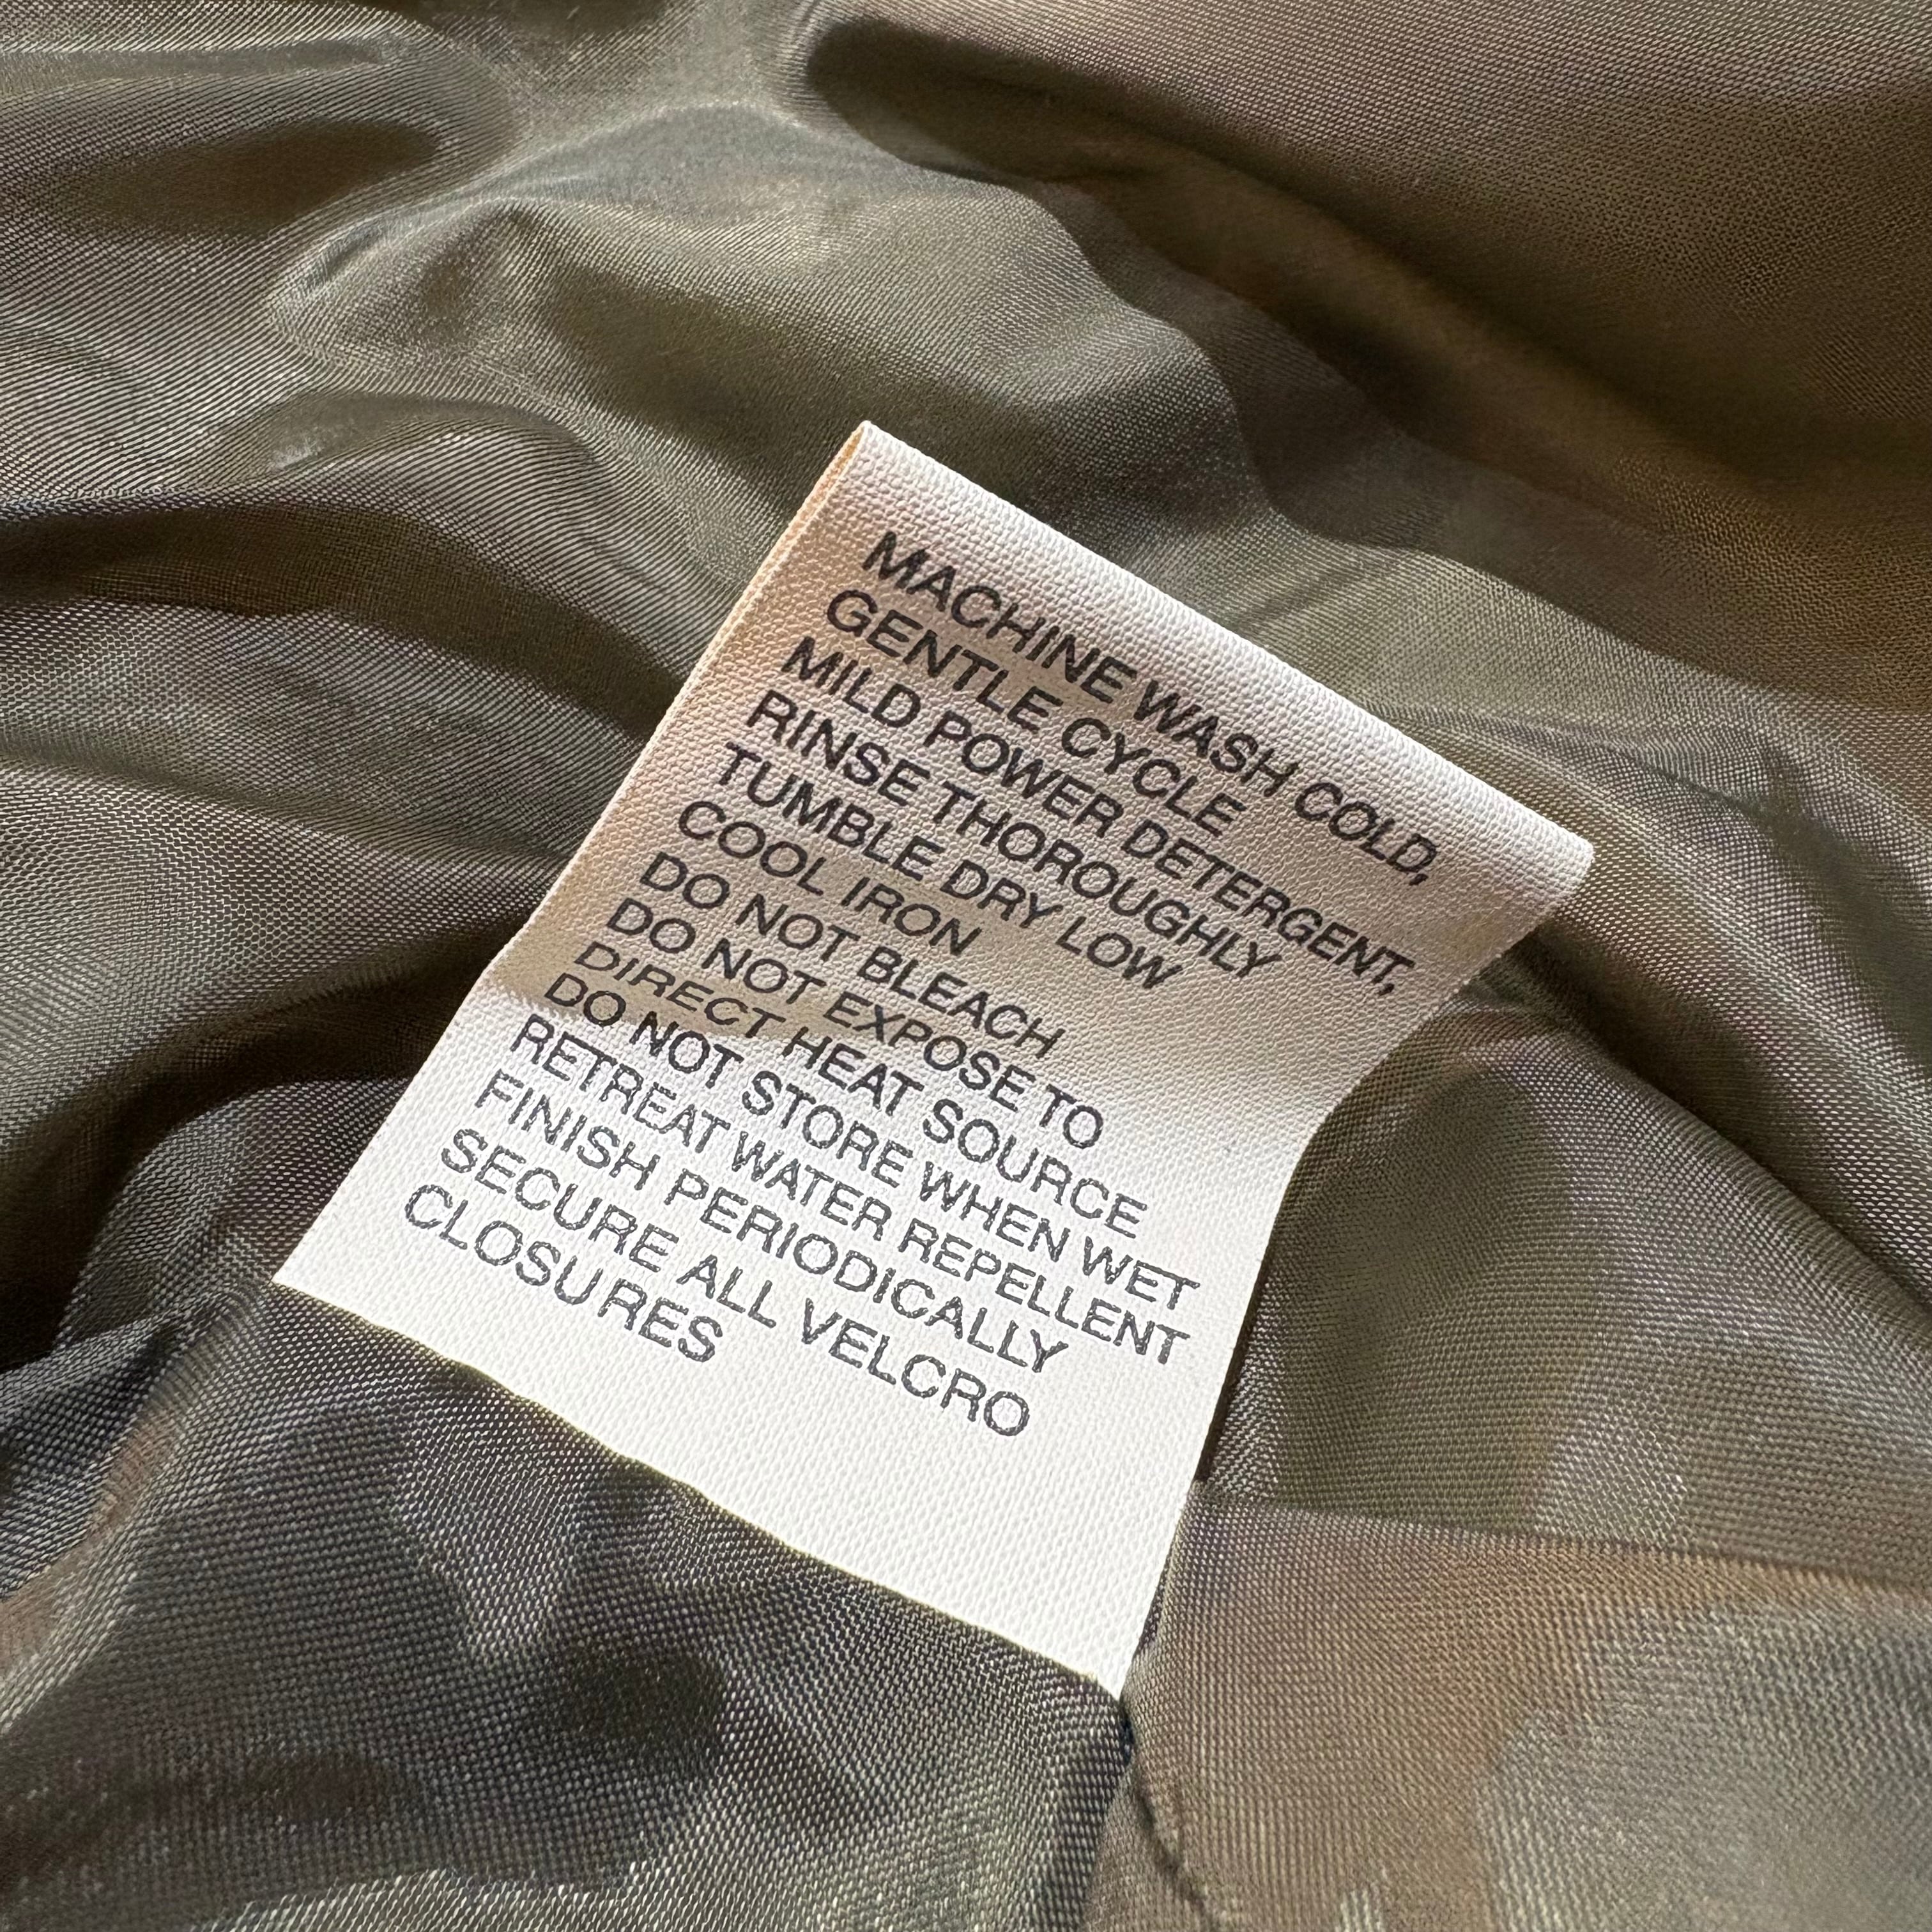 MACHINE WASH COLD,
GENTLE CYCLE
MILD POWER DETERGENT,
RINSE THOROUGHLY
TUMBLE DRY LOW
COOL IRON
DO NOT BLEACH
DO NOT EXPOSE TO
DIRECT HEAT SOURCE
DO NOT STORE WHEN WET
RETREAT WATER REPELLENT
FINISH PERIODICALLY
SECURE ALL VELCRO
CLOSURES